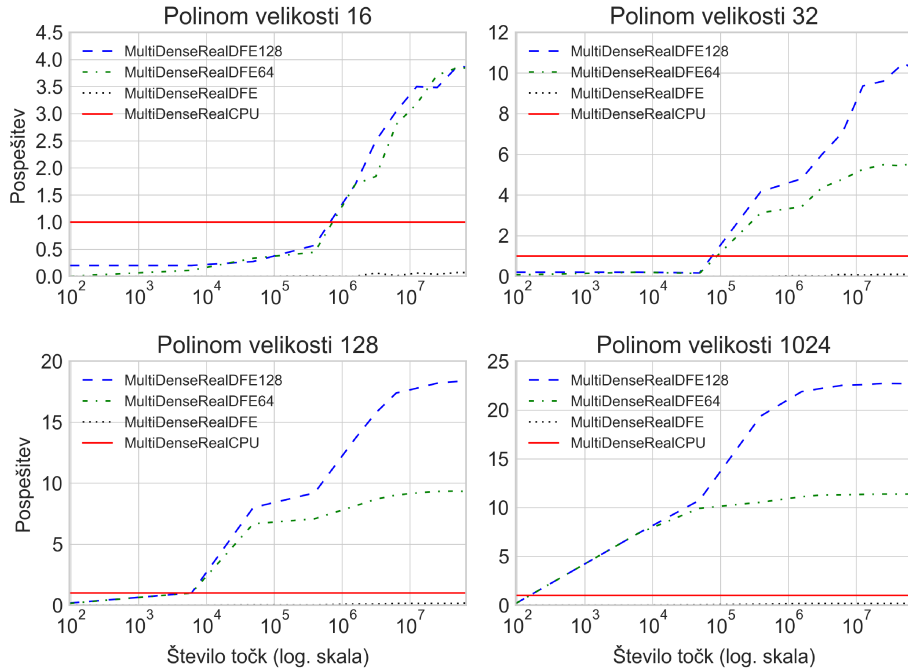 Polinom velikosti 16
Pospešitev
4.5
4.0
3.5
3.0
2.5
2.0
1.5
1.0
0.5
0.0
MultiDenseRealDFE128
MultiDenseRealDFE64
MultiDenseRealDFE
MultiDenseRealCPU
10^2 10^3 10^4 10^5 10^6 10^7
Polinom velikosti 32
12
10
8
6
4
2
0
MultiDenseRealDFE128
MultiDenseRealDFE64
MultiDenseRealDFE
MultiDenseRealCPU
10^2 10^3 10^4 10^5 10^6 10^7
Polinom velikosti 128
Pospešitev
20
15
10
5
0
MultiDenseRealDFE128
MultiDenseRealDFE64
MultiDenseRealDFE
MultiDenseRealCPU
10^2 10^3 10^4 10^5 10^6 10^7
Število točk (log. skala)
Polinom velikosti 1024
25
20
15
10
5
0
MultiDenseRealDFE128
MultiDenseRealDFE64
MultiDenseRealDFE
MultiDenseRealCPU
10^2 10^3 10^4 10^5 10^6 10^7
Število točk (log. skala)